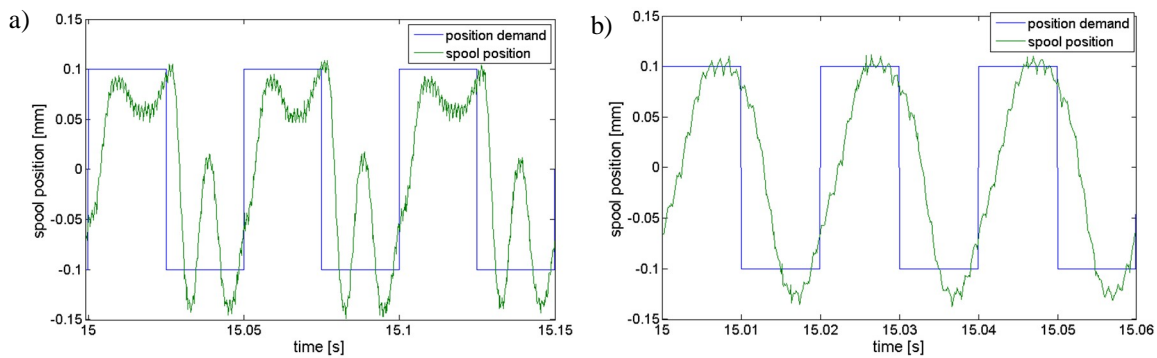 a)
0.15
0.1
0.05
0
-0.05
-0.1
-0.15
spool position [mm]
position demand
spool position
15
15.05
15.1
15.15
time [s]
b)
0.15
0.1
0.05
0
-0.05
-0.1
-0.15
spool position [mm]
position demand
spool position
15
15.01
15.02
15.03
15.04
15.05
15.06
time [s]